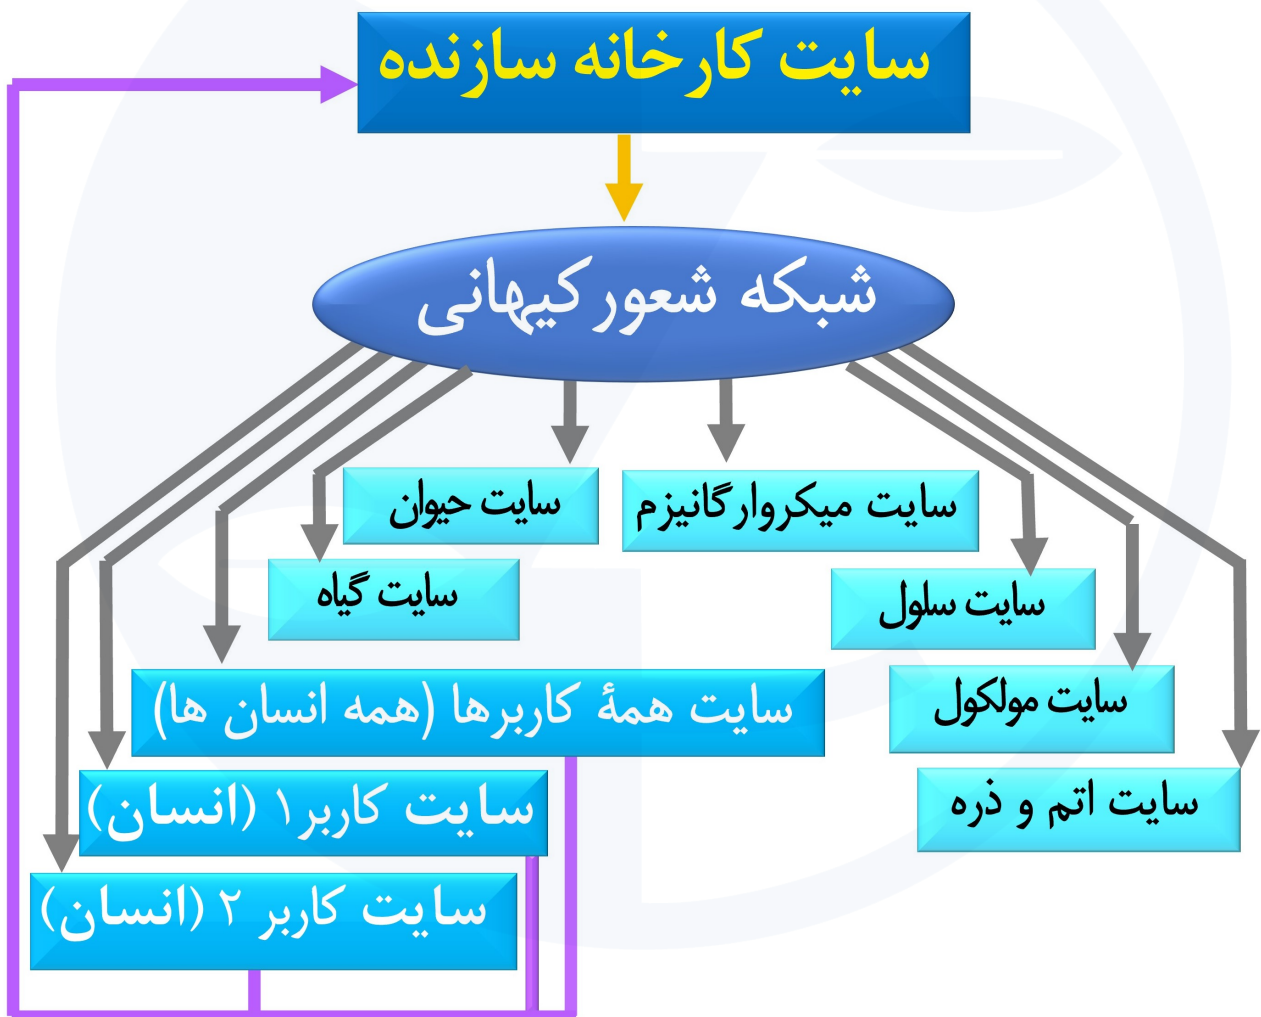 سایت کارخانه سازنده
شبکه شعور کیهانی
سایت میکروارگانیزم
سایت حیوان
سایت سلول
سایت گیاه
سایت مولکول
سایت همهٔ کاربرها (همه انسان ها)
سایت اتم و ذره
سایت کاربر۱ (انسان)
سایت کاربر ۲ (انسان)